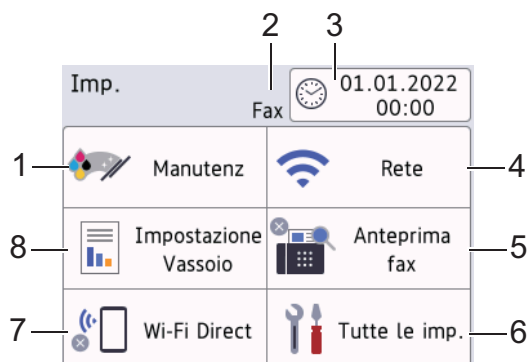 2 3
Imp.
Fax
01.01.2022
00:00
1 Manutenz
Rete 4
8 Impostazione
Vassoio
Anteprima
fax 5
7 Wi-Fi Direct
Tutte le imp. 6